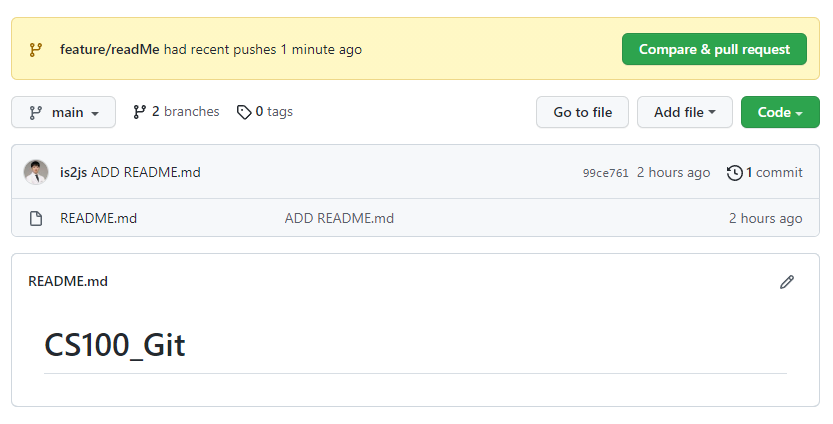 feature/readMe had recent pushes 1 minute ago Compare & pull request
main 2 branches 0 tags Go to file Add file Code
is2js ADD README.md 99ce761 2 hours ago 1 commit
README.md ADD README.md 2 hours ago
README.md
CS100_Git